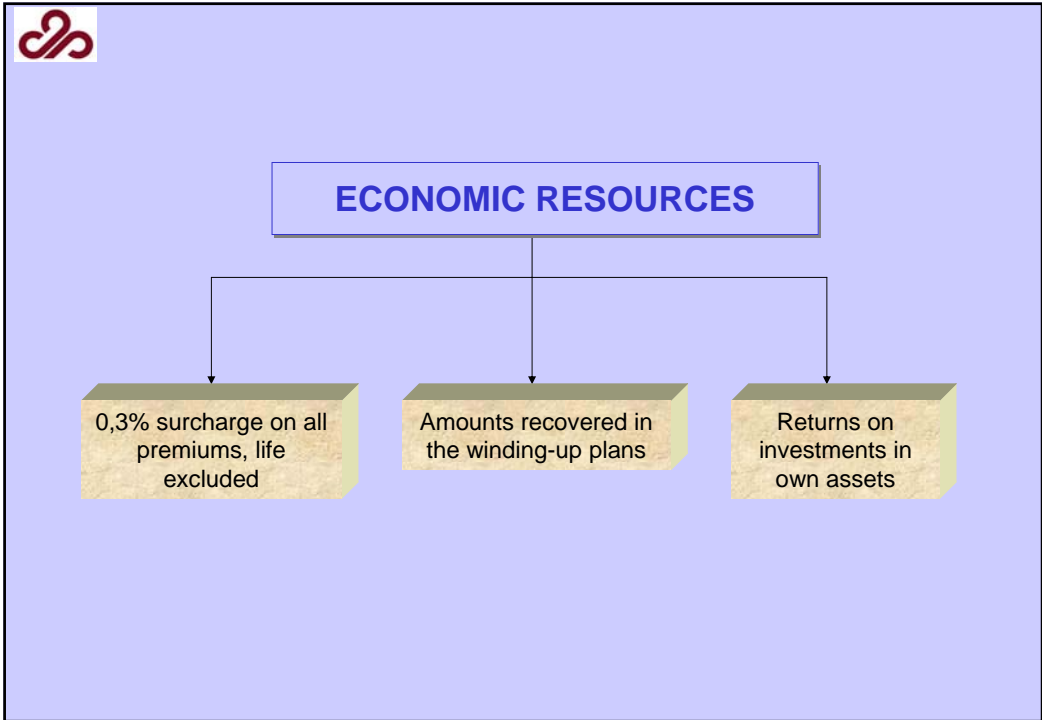 ECONOMIC RESOURCES
0,3% surcharge on all
premiums, life
excluded
Amounts recovered in
the winding-up plans
Returns on
investments in
own assets